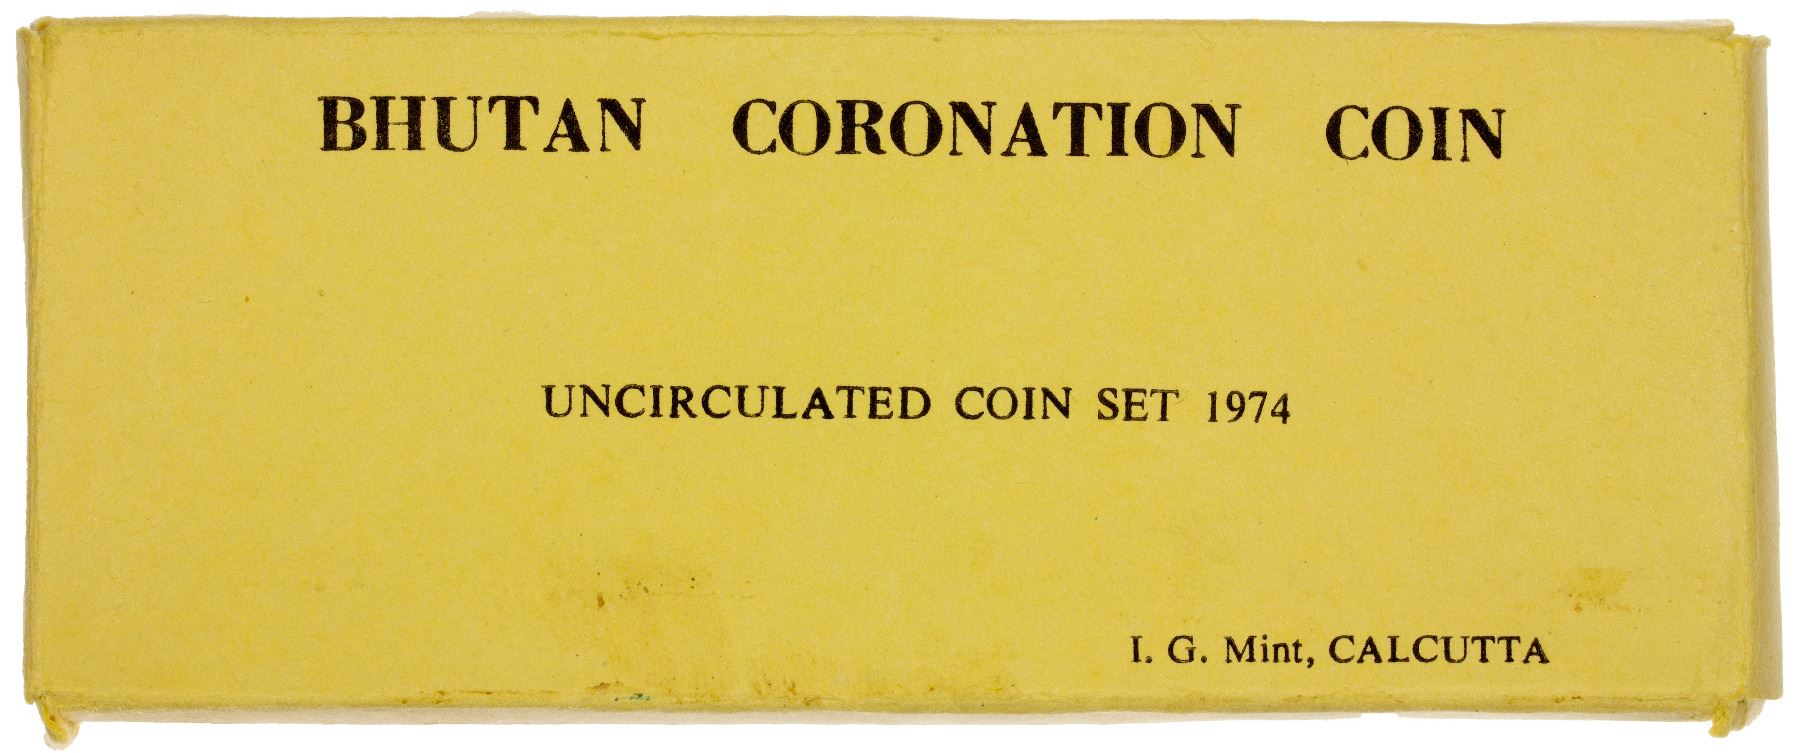 BHUTAN CORONATION COIN
UNCIRCULATED COIN SET 1974
I. G. Mint, CALCUTTA